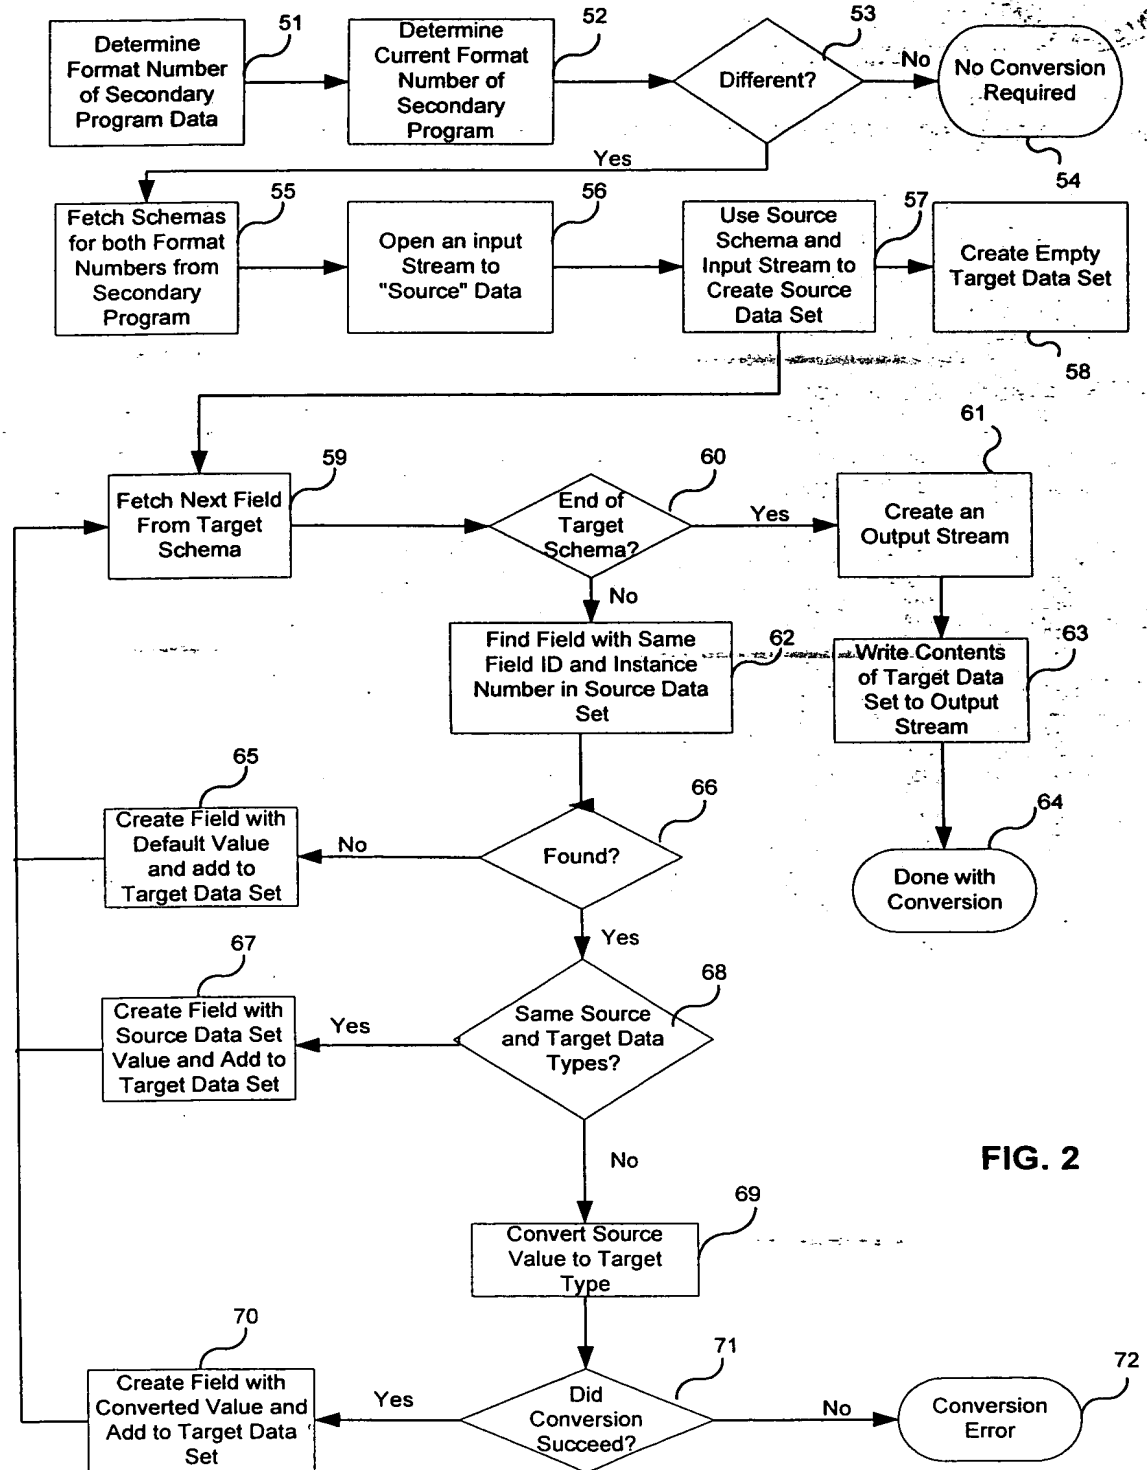 51
Determine
Format Number
of Secondary
Program Data
52
Determine
Current Format
Number of
Secondary
Program
53
Different?
No
No Conversion
Required
54
Yes
55
Fetch Schemas
for both Format
Numbers from
Secondary
Program
56
Open an input
Stream to
"Source" Data
57
Use Source
Schema and
Input Stream to
Create Source
Data Set
Create Empty
Target Data Set
58
59
Fetch Next Field
From Target
Schema
60
End of
Target
Schema?
Yes
61
Create an
Output Stream
No
62
Find Field with Same
Field ID and Instance
Number in Source Data
Set
63
Write Contents
of Target Data
Set to Output
Stream
64
Done with
Conversion
65
Create Field with
Default Value
and add to
Target Data Set
No
66
Found?
Yes
67
Create Field with
Source Data Set
Value and Add to
Target Data Set
Yes
68
Same Source
and Target Data
Types?
No
FIG. 2
69
Convert Source
Value to Target
Type
70
Create Field with
Converted Value and
Add to Target Data
Set
Yes
71
Did
Conversion
Succeed?
No
72
Conversion
Error